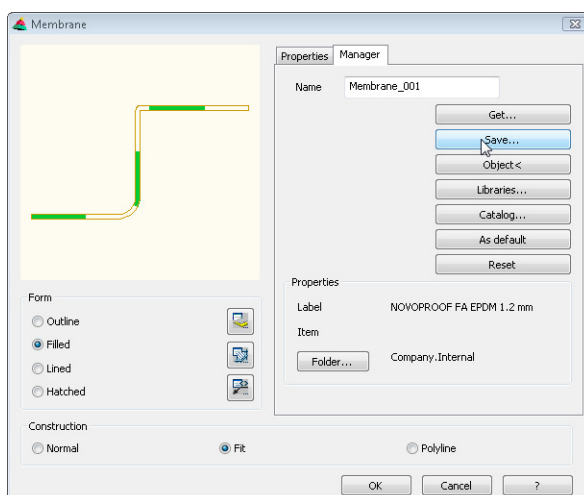 Membrane
Properties
Manager
Name
Membrane_001
Get...
Save...
Object<
Libraries...
Catalog...
As default
Reset
Properties
Label
NOVOPROOF FA EPDM 1.2 mm
Item
Folder...
Company.Internal
Form
Outline
Filled
Lined
Hatched
Construction
Normal
Fit
Polyline
OK
Cancel
?